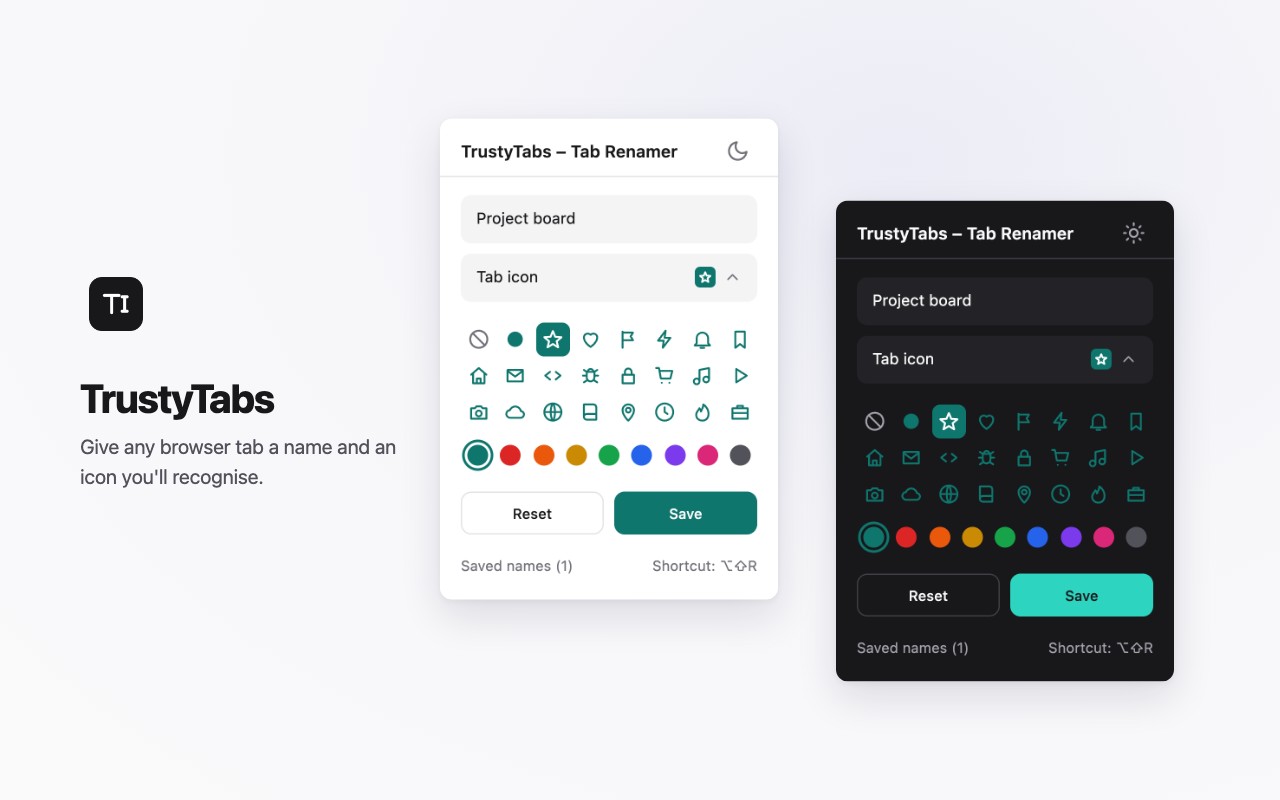 TI
TrustyTabs
Give any browser tab a name and an
icon you'll recognise.
TrustyTabs – Tab Renamer
Project board
Tab icon
Reset
Save
Saved names (1)
Shortcut: ⌥⇧R
TrustyTabs – Tab Renamer
Project board
Tab icon
Reset
Save
Saved names (1)
Shortcut: ⌥⇧R